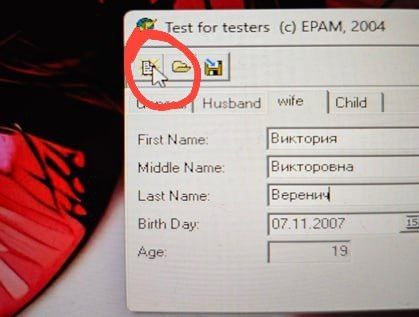 Test for testers (c) EPAM, 2004
General Husband wife Child
First Name: Виктория
Middle Name: Викторовна
Last Name: Веренич
Birth Day: 07.11.2007 15
Age: 19